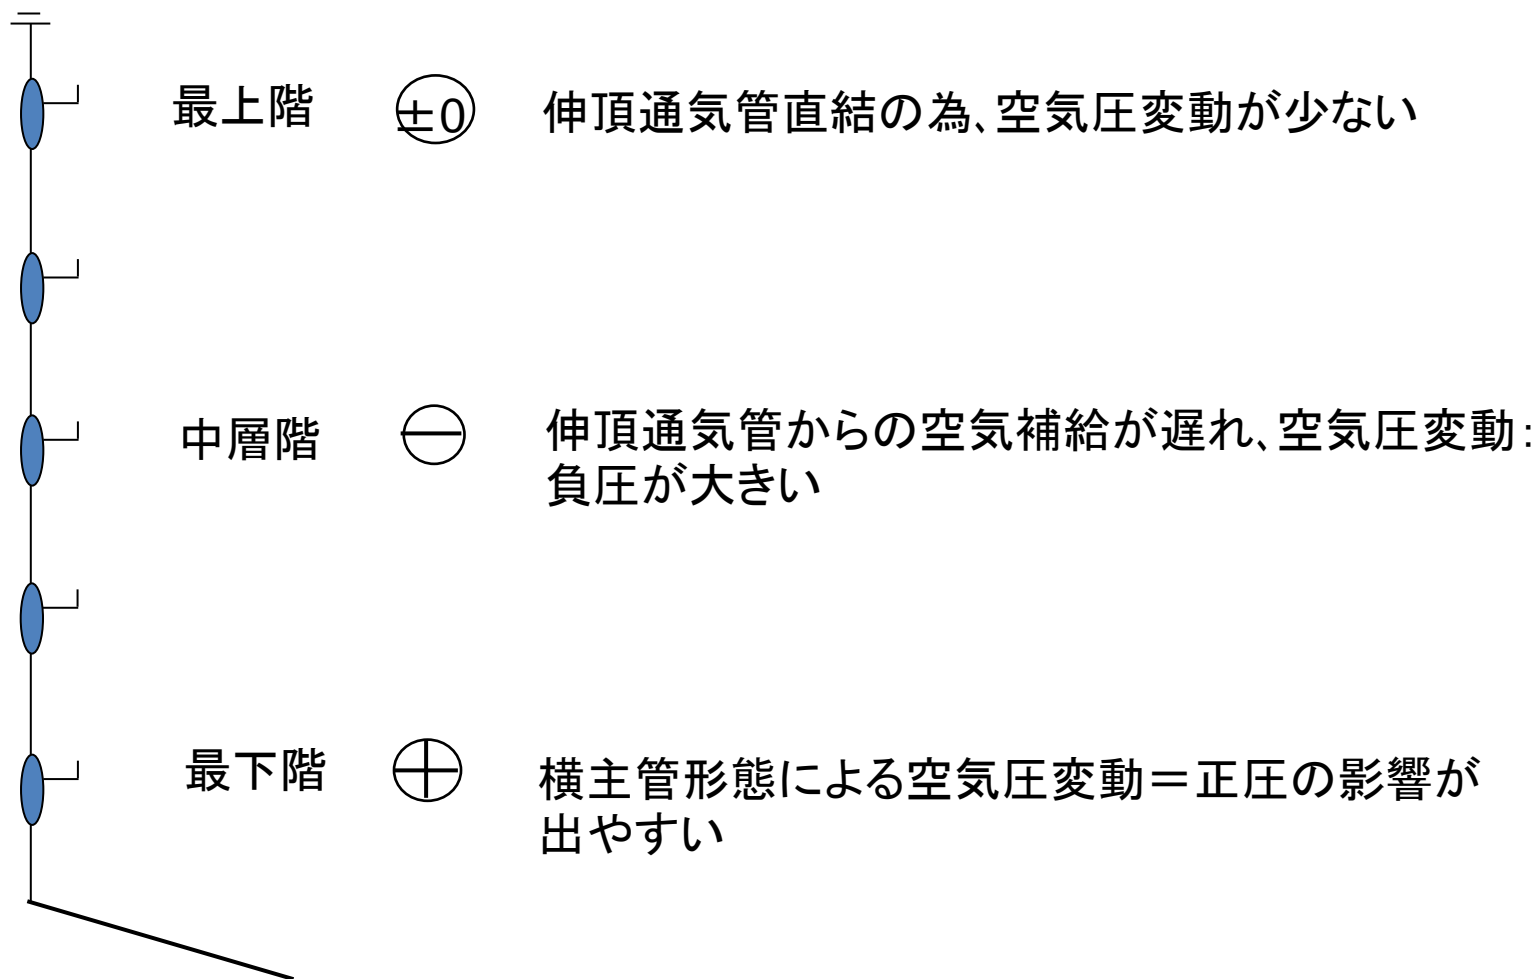 最上階
±0
伸頂通気管直結の為、空気圧変動が少ない
中層階
−
伸頂通気管からの空気補給が遅れ、空気圧変動：
負圧が大きい
最下階
+
横主管形態による空気圧変動＝正圧の影響が
出やすい